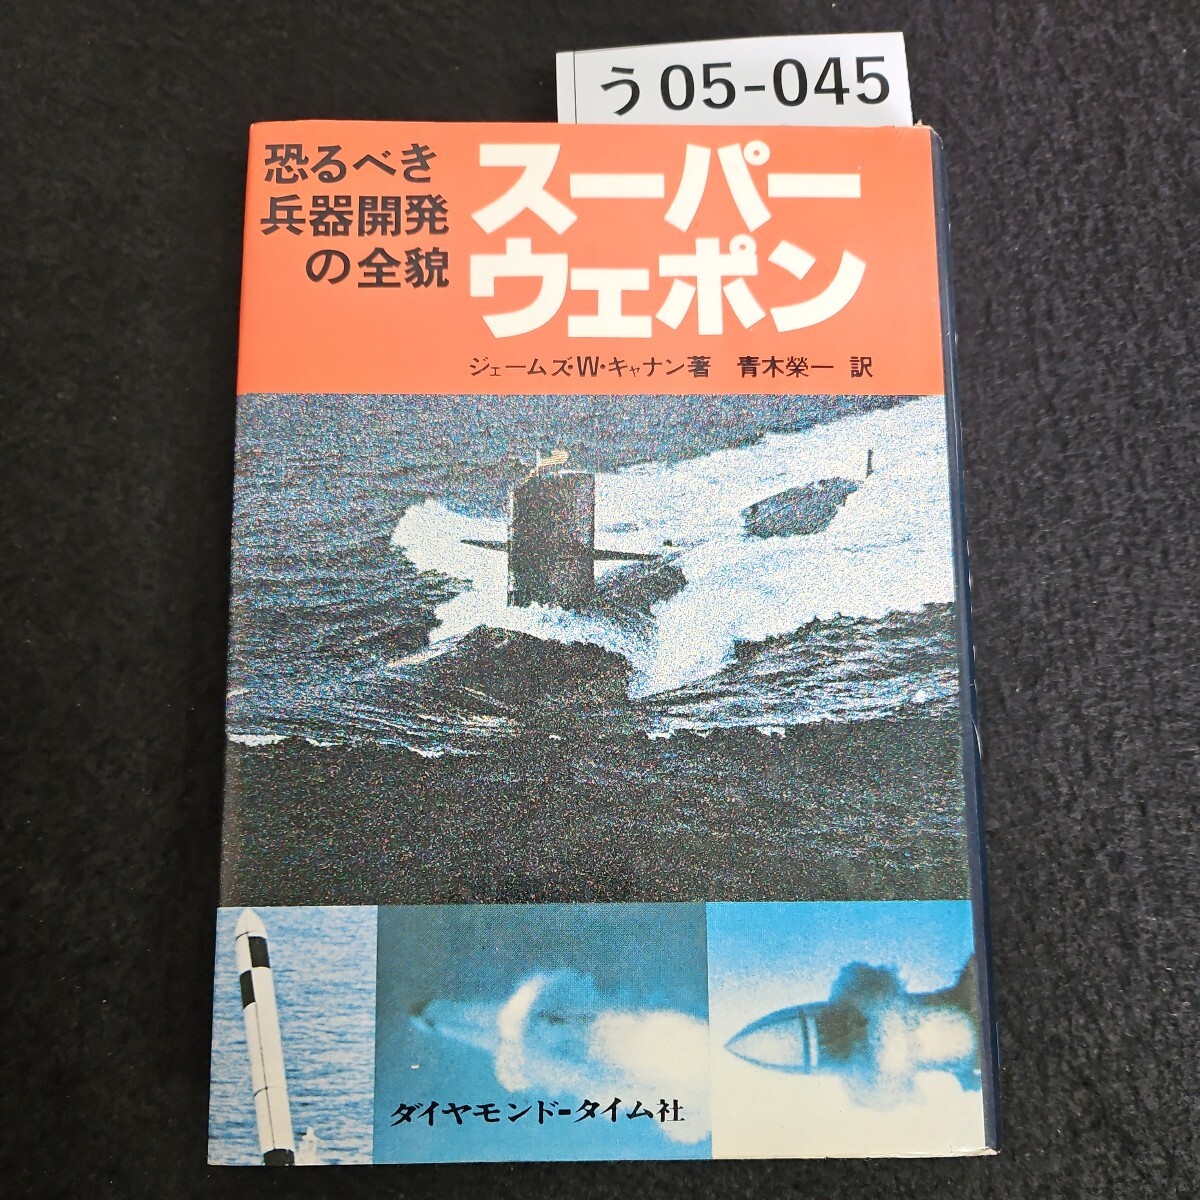 う05-045
恐るべき
兵器開発
の全貌
スーパー
ウェポン
ジェームズ・W・キャナン著 青木榮一 訳
ダイヤモンド=タイム社